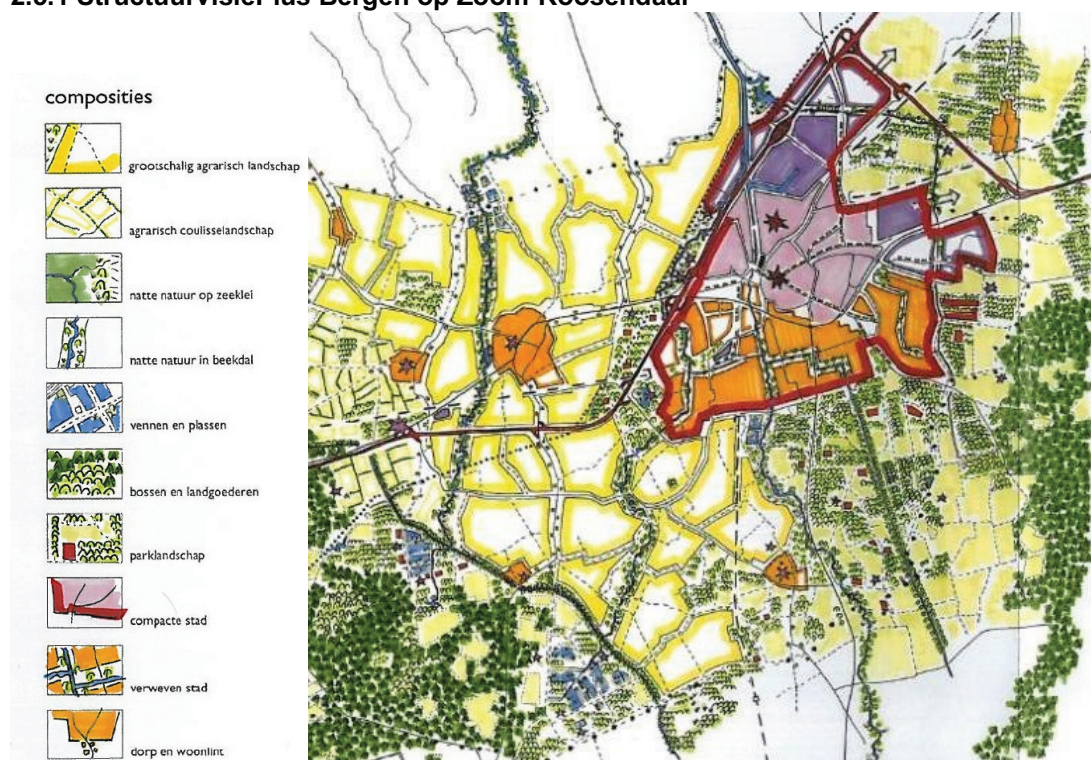 2.3.1 Structuurvisie+ las Bergen op Zoom-Roosendaal
composities
grootschalig agrarisch landschap
agrarisch coulisselandschap
natte natuur op zeeklei
natte natuur in beekdal
vennen en plassen
bossen en landgoederen
parklandschap
compacte stad
verweven stad
dorp en woonlint